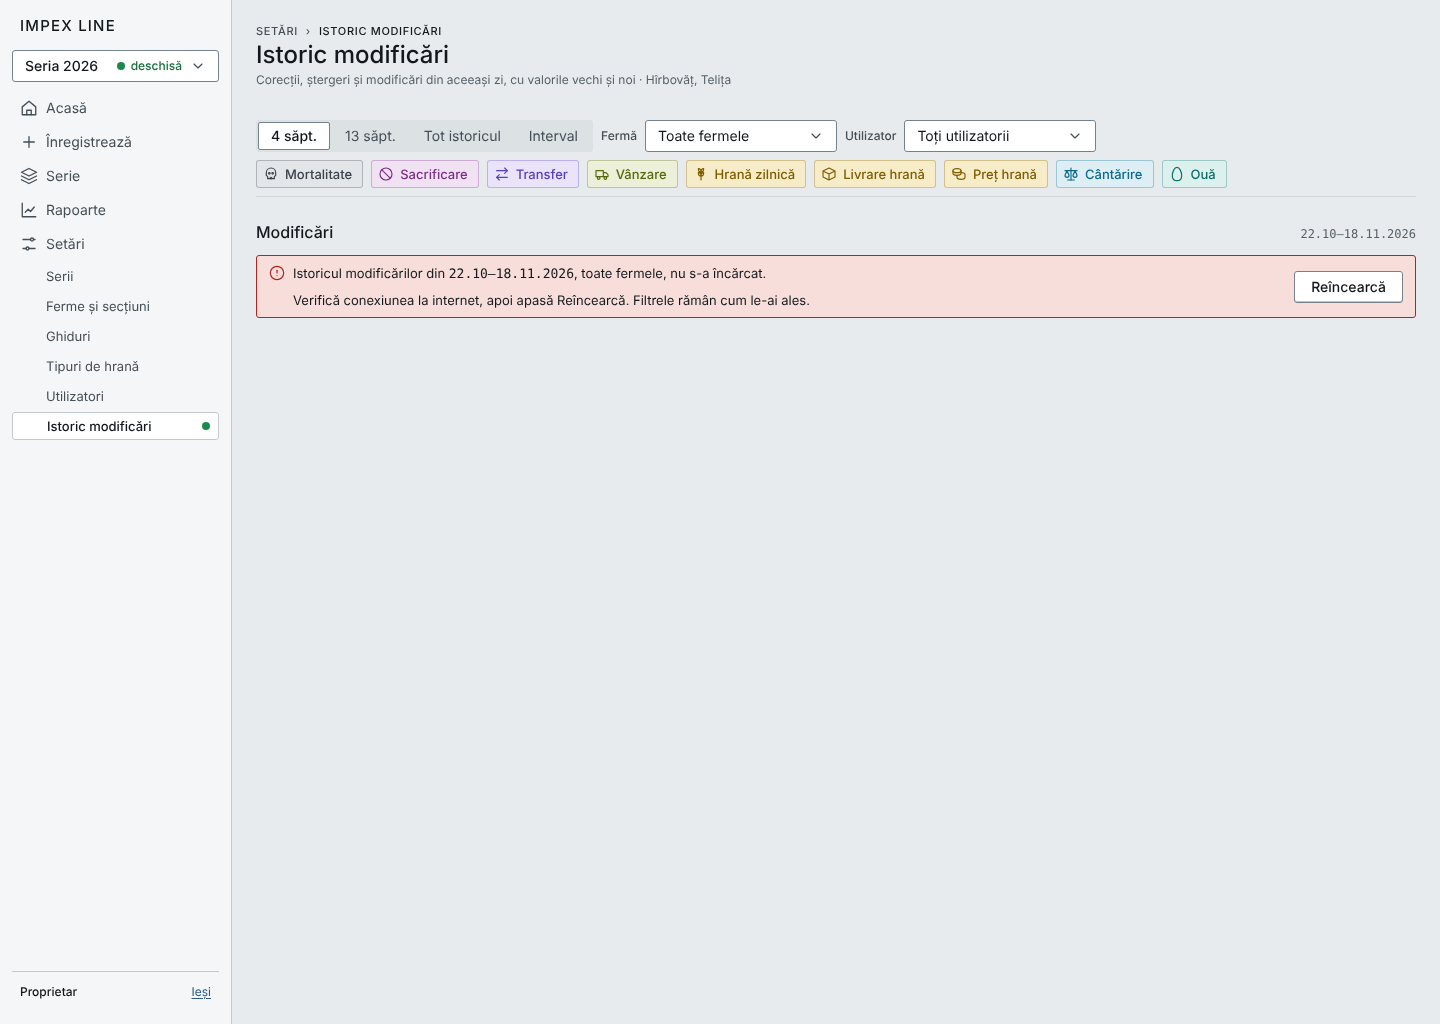 IMPEX LINE
Seria 2026 deschisă
Acasă
Înregistrează
Serie
Rapoarte
Setări
Serii
Ferme și secțiuni
Ghiduri
Tipuri de hrană
Utilizatori
Istoric modificări
Proprietar Ieși
SETĂRI › ISTORIC MODIFICĂRI
Istoric modificări
Corecții, ștergeri și modificări din aceeași zi, cu valorile vechi și noi · Hîrbovăț, Telița
4 săpt. 13 săpt. Tot istoricul Interval Fermă Toate fermele Utilizator Toți utilizatorii
Mortalitate Sacrificare Transfer Vânzare Hrană zilnică Livrare hrană Preț hrană Cântărire Ouă
Modificări 22.10–18.11.2026
Istoricul modificărilor din 22.10–18.11.2026, toate fermele, nu s-a încărcat.
Verifică conexiunea la internet, apoi apasă Reîncearcă. Filtrele rămân cum le-ai ales.
Reîncearcă